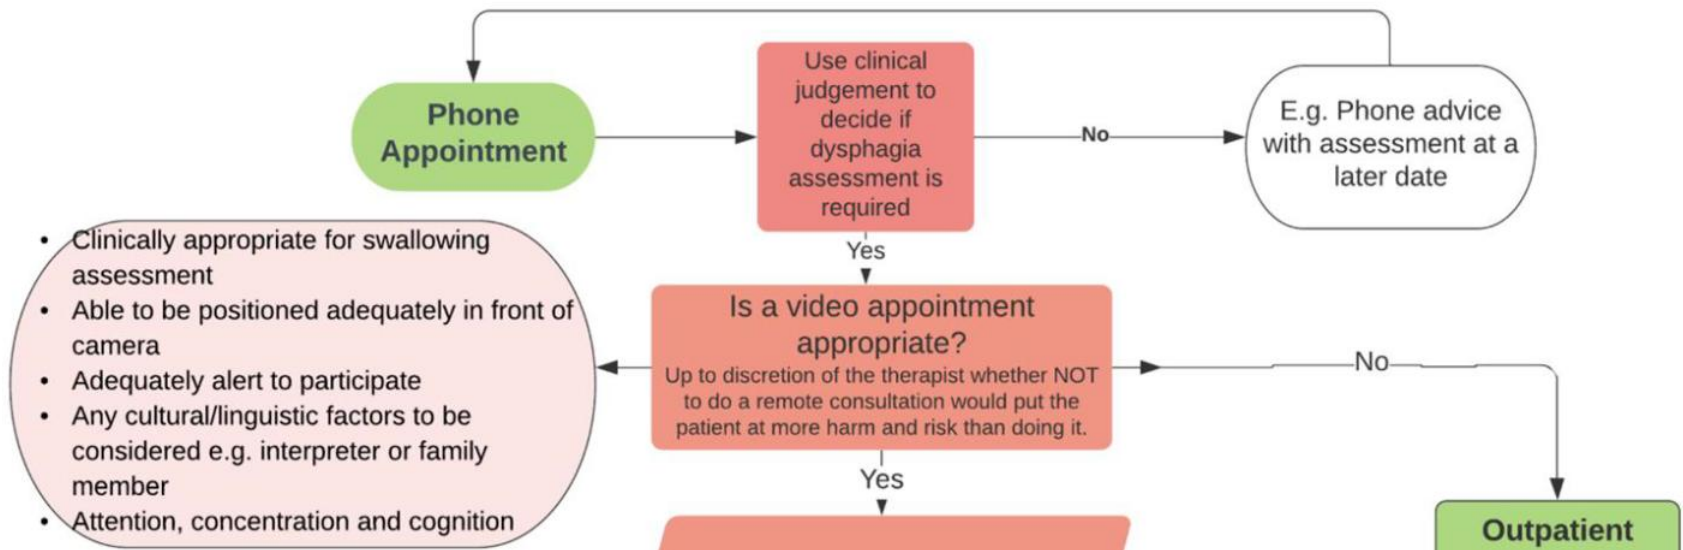 Phone
Appointment
Use clinical
judgement to
decide if
dysphagia
assessment is
required
No
E.g. Phone advice
with assessment at a
later date
Yes
• Clinically appropriate for swallowing
assessment
• Able to be positioned adequately in front of
camera
• Adequately alert to participate
• Any cultural/linguistic factors to be
considered e.g. interpreter or family
member
• Attention, concentration and cognition
Is a video appointment
appropriate?
Up to discretion of the therapist whether NOT
to do a remote consultation would put the
patient at more harm and risk than doing it.
No
Yes
Outpatient